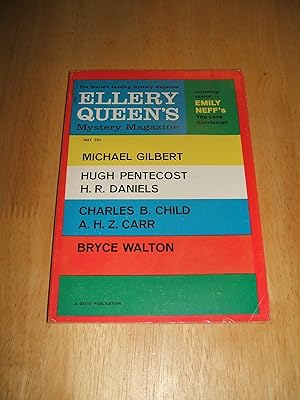 The World's Leading Mystery Magazine
ELLERY
QUEEN'S
Mystery Magazine
special
EMILY
NEFF's
The Love
MAY 35c
MICHAEL GILBERT
HUGH PENTECOST
H. R. DANIELS
CHARLES B. CHILD
A. H. Z. CARR
BRYCE WALTON
A DAVIS PUBLICATION